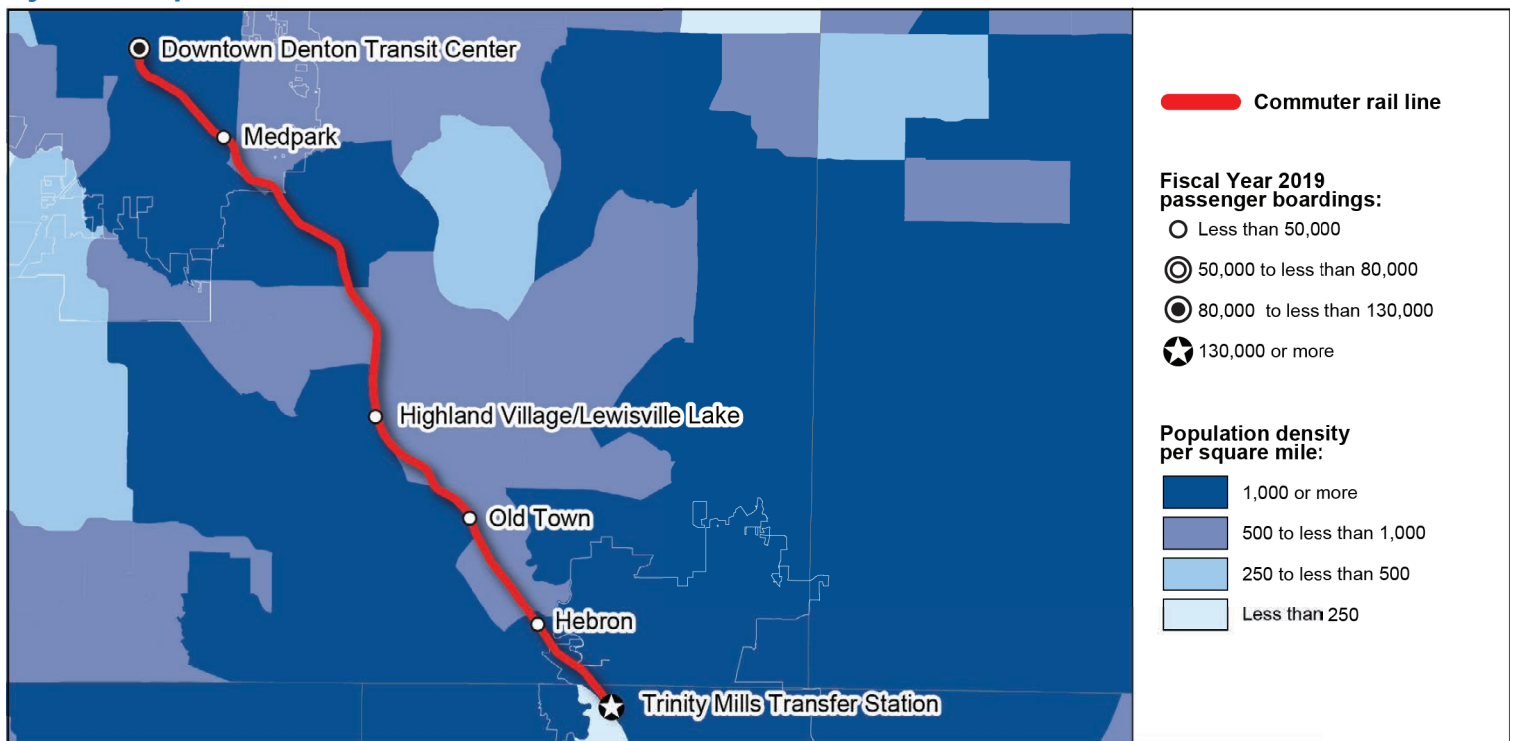 Downtown Denton Transit Center
Medpark
Highland Village/Lewisville Lake
Old Town
Hebron
Trinity Mills Transfer Station
Commuter rail line
Fiscal Year 2019
passenger boardings:
Less than 50,000
50,000 to less than 80,000
80,000 to less than 130,000
130,000 or more
Population density
per square mile:
1,000 or more
500 to less than 1,000
250 to less than 500
Less than 250